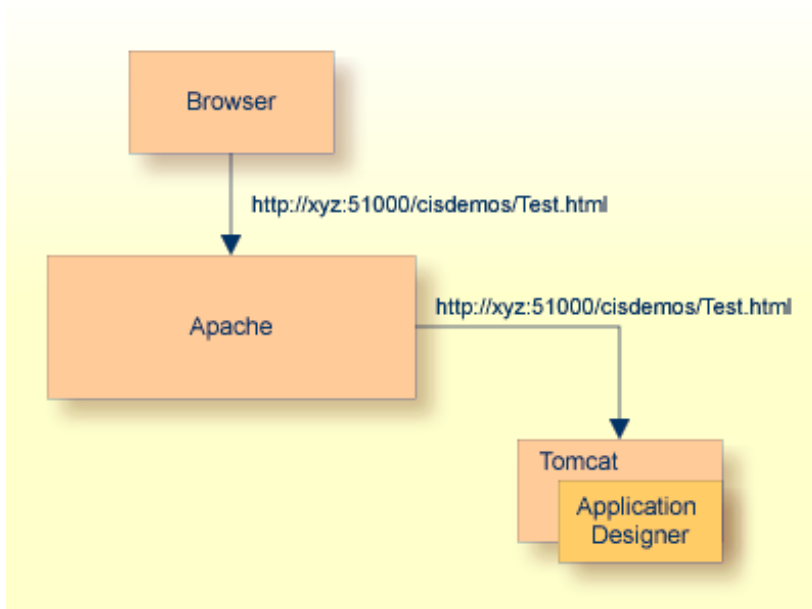 Browser
http://xyz:51000/cisdemos/Test.html
Apache
http://xyz:51000/cisdemos/Test.html
Tomcat
Application
Designer